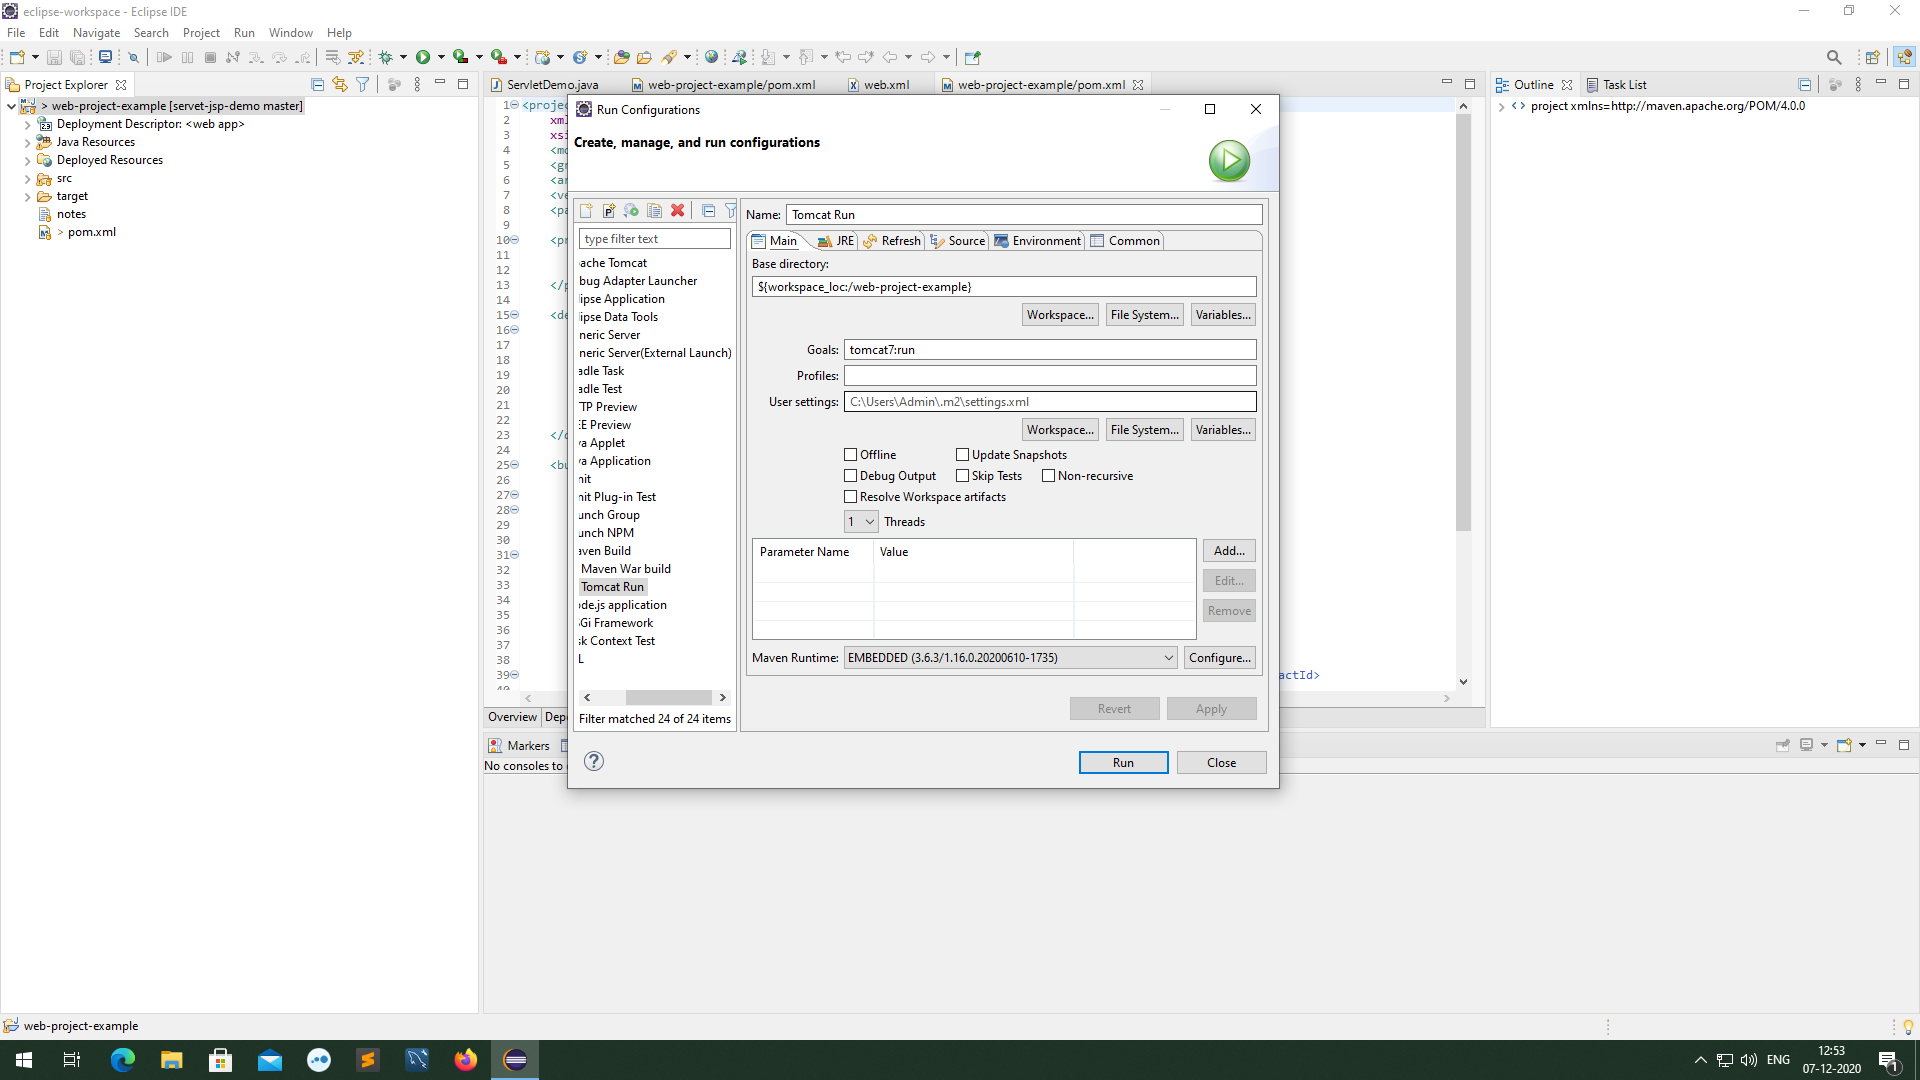 eclipse-workspace - Eclipse IDE
File Edit Navigate Search Project Run Window Help
Project Explorer
> web-project-example [servet-jsp-demo master]
Deployment Descriptor: <web app>
Java Resources
Deployed Resources
src
target
notes
> pom.xml
ServletDemo.java web-project-example/pom.xml web.xml web-project-example/pom.xml
1 <projec
2 xml
3 xsi
4 <mo
5 <gr
6 <ar
7 <ve
8 <pa
9
10 <pr
11
12
13 </p
14
15 <de
16
17
18
19
20
21
22
23 </d
24
25 <bu
26
27
28
29
30
31
32
33
34
35
36
37
38
39 actId>
40
Overview Depe
Run Configurations
Create, manage, and run configurations
type filter text
ache Tomcat
bug Adapter Launcher
lipse Application
lipse Data Tools
neric Server
neric Server(External Launch)
adle Task
adle Test
TP Preview
EE Preview
va Applet
va Application
nit
nit Plug-in Test
unch Group
unch NPM
aven Build
Maven War build
Tomcat Run
ode.js application
Gi Framework
sk Context Test
L
Filter matched 24 of 24 items
Name: Tomcat Run
Main JRE Refresh Source Environment Common
Base directory:
${workspace_loc:/web-project-example}
Workspace... File System... Variables...
Goals: tomcat7:run
Profiles:
User settings: C:\Users\Admin\.m2\settings.xml
Workspace... File System... Variables...
Offline Update Snapshots
Debug Output Skip Tests Non-recursive
Resolve Workspace artifacts
1 Threads
Parameter Name Value
Add...
Edit...
Remove
Maven Runtime: EMBEDDED (3.6.3/1.16.0.20200610-1735) Configure...
Revert Apply
Run Close
Outline Task List
project xmlns=http://maven.apache.org/POM/4.0.0
Markers
No consoles to
web-project-example
ENG
12:53
07-12-2020
1